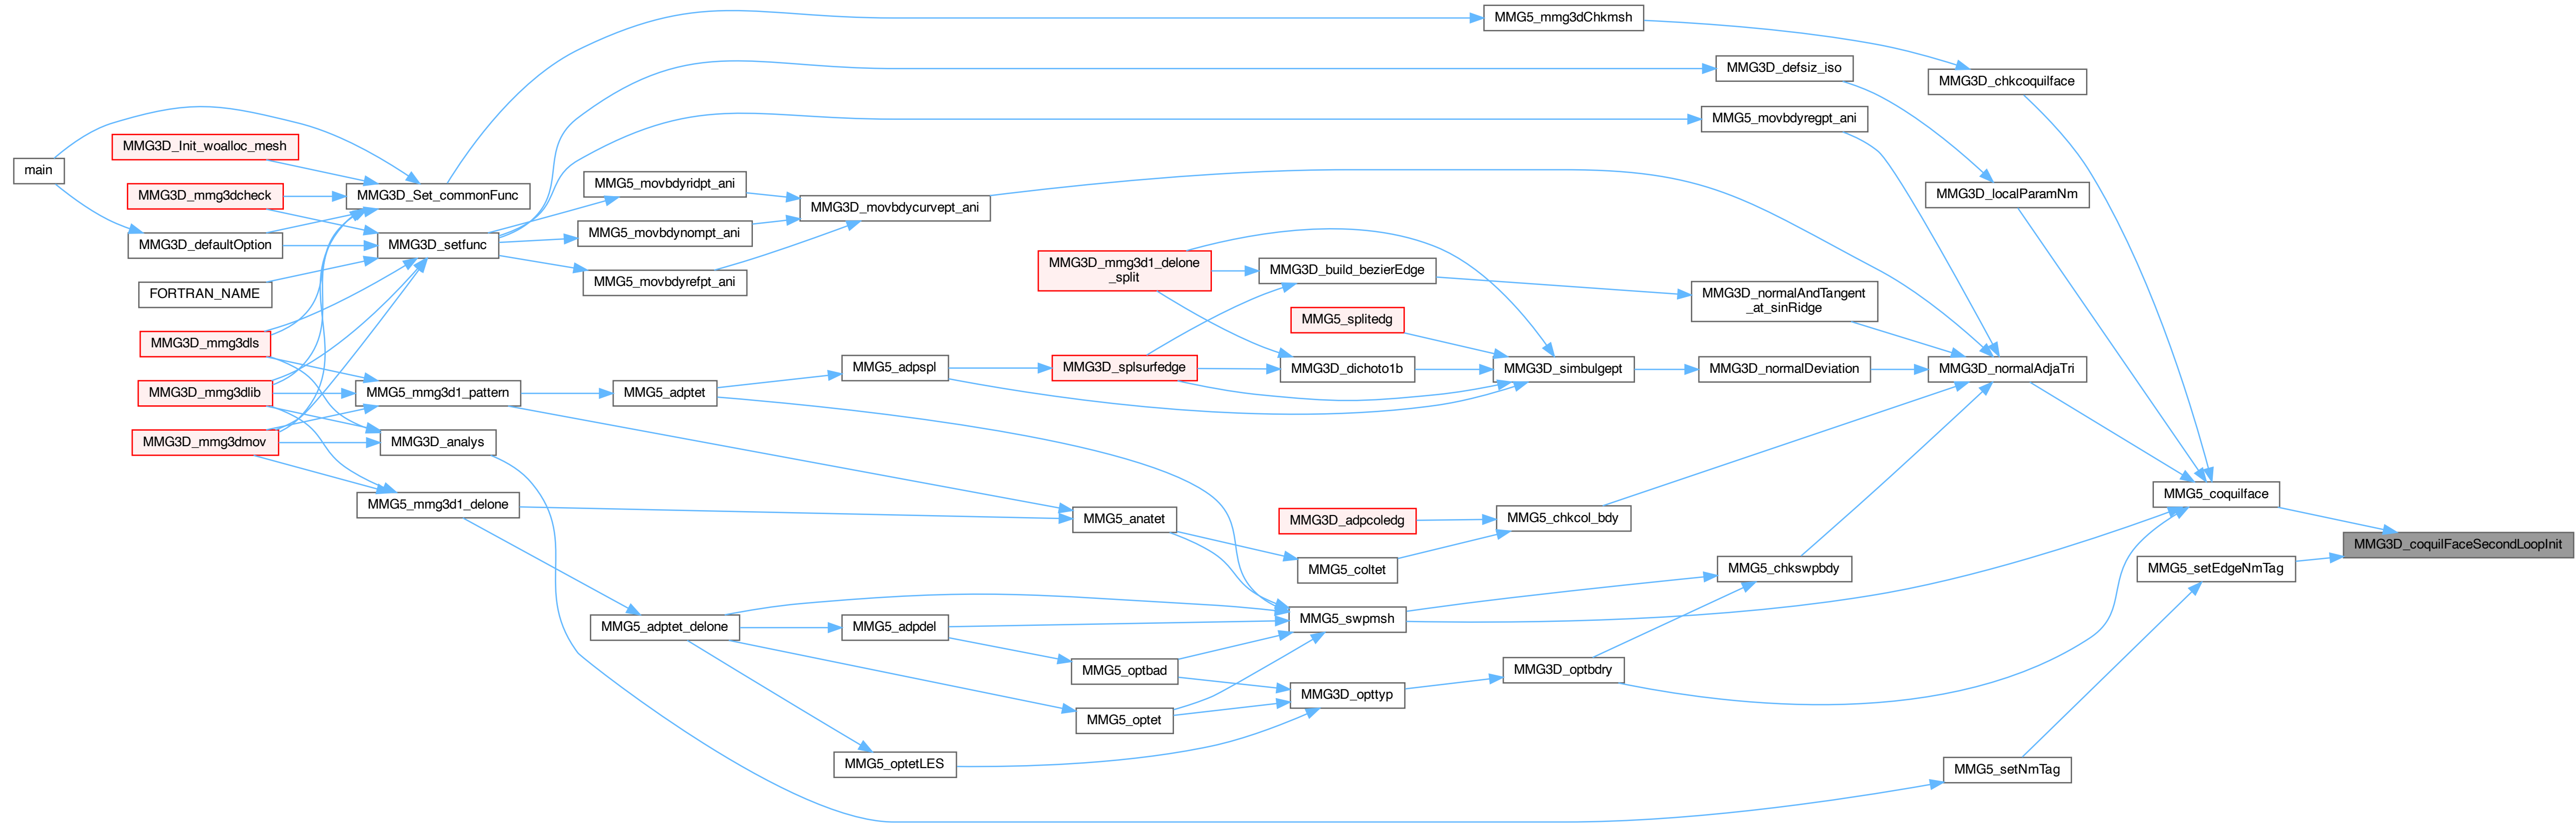 MMG5_mmg3dChkmsh
MMG3D_defsiz_iso
MMG3D_chkcoquilface
MMG5_movbdyregpt_ani
MMG3D_Init_woalloc_mesh
main
MMG5_movbdyridpt_ani
MMG3D_mmg3dcheck
MMG3D_Set_commonFunc
MMG3D_localParamNm
MMG3D_movbdycurvept_ani
MMG5_movbdynompt_ani
MMG3D_defaultOption
MMG3D_setfunc
MMG3D_mmg3d1_delone
_split
MMG3D_build_bezierEdge
MMG5_movbdyrefpt_ani
FORTRAN_NAME
MMG3D_normalAndTangent
_at_sinRidge
MMG5_splitedg
MMG3D_mmg3dls
MMG5_adpspl
MMG3D_splsurfedge
MMG3D_dichoto1b
MMG3D_simbulgept
MMG3D_normalDeviation
MMG3D_normalAdjaTri
MMG3D_mmg3dlib
MMG5_mmg3d1_pattern
MMG5_adptet
MMG3D_mmg3dmov
MMG3D_analys
MMG5_coquilface
MMG5_mmg3d1_delone
MMG5_anatet
MMG3D_adpcoledg
MMG5_chkcol_bdy
MMG3D_coquilFaceSecondLoopInit
MMG5_coltet
MMG5_chkswpbdy
MMG5_setEdgeNmTag
MMG5_adptet_delone
MMG5_adpdel
MMG5_swpmsh
MMG5_optbad
MMG3D_optbdry
MMG3D_opttyp
MMG5_optet
MMG5_optetLES
MMG5_setNmTag